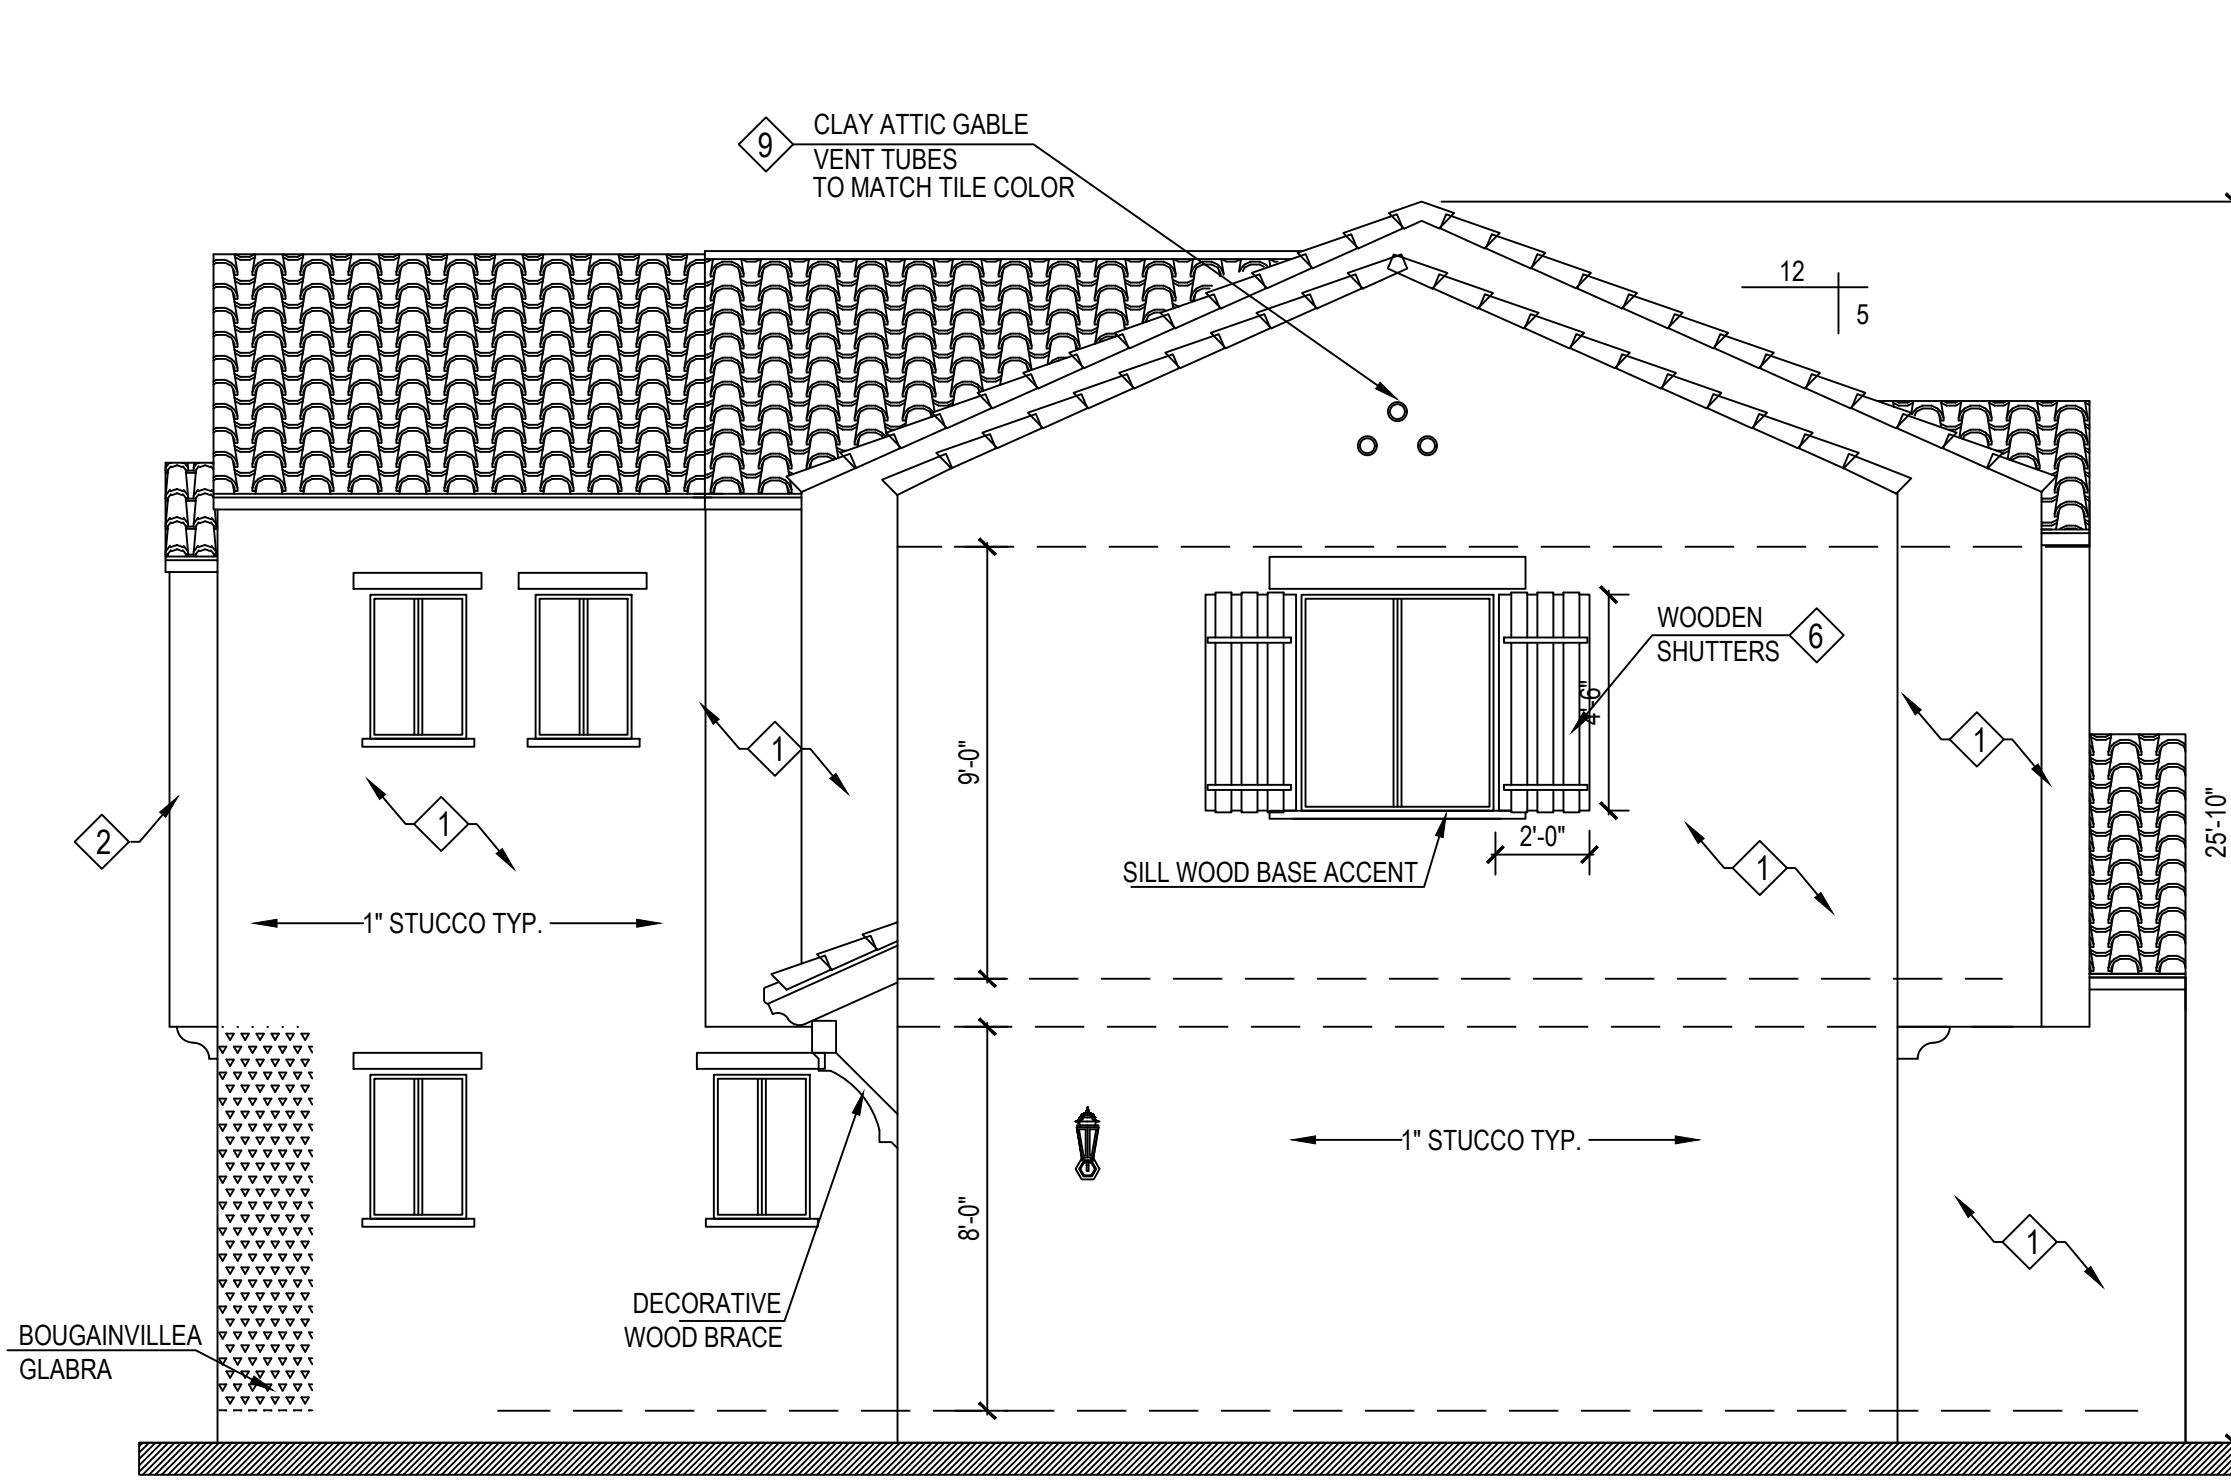 9
CLAY ATTIC GABLE
VENT TUBES
TO MATCH TILE COLOR
12
5
WOODEN
SHUTTERS
6
4'-6"
1
1
9'-0"
2
1
2'-0"
25'-10"
SILL WOOD BASE ACCENT
1
1" STUCCO TYP.
1" STUCCO TYP.
8'-0"
1
DECORATIVE
WOOD BRACE
BOUGAINVILLEA
GLABRA